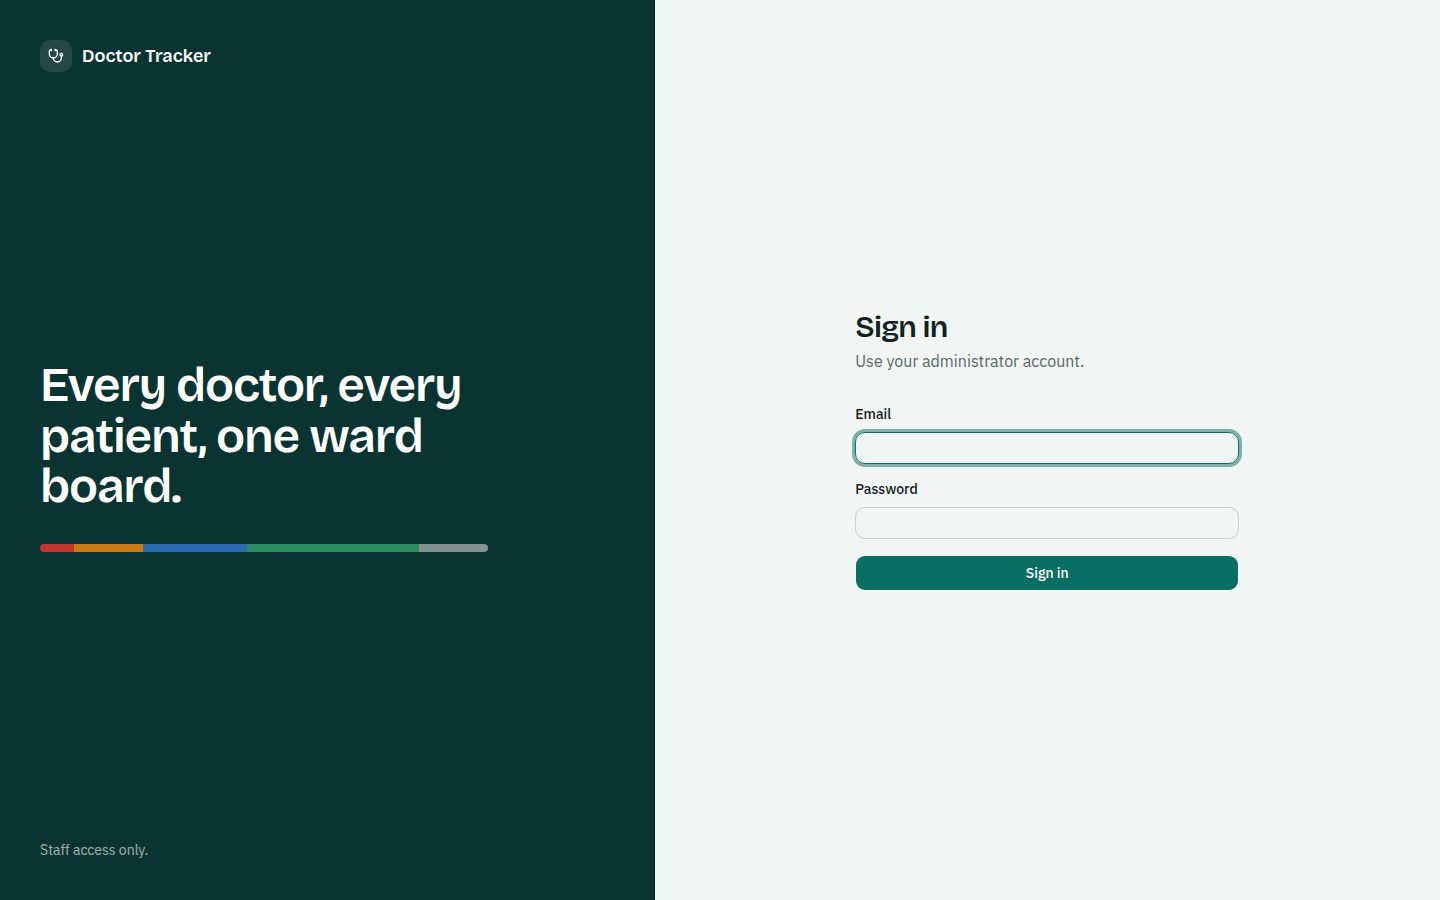 Doctor Tracker
Every doctor, every
patient, one ward
board.
Staff access only.
Sign in
Use your administrator account.
Email
Password
Sign in